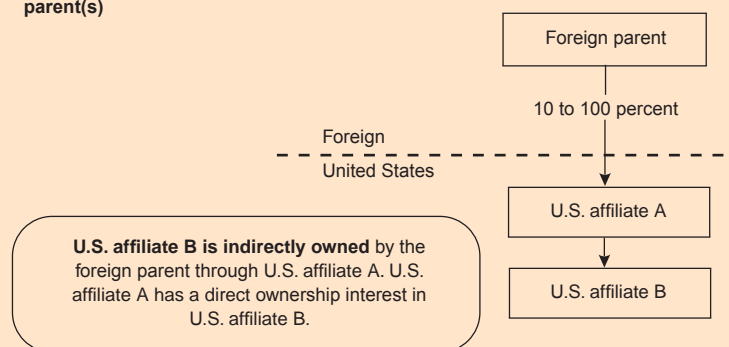 parent(s)
Foreign parent
10 to 100 percent
Foreign
United States
U.S. affiliate A
U.S. affiliate B is indirectly owned by the
foreign parent through U.S. affiliate A. U.S.
affiliate A has a direct ownership interest in
U.S. affiliate B.
U.S. affiliate B